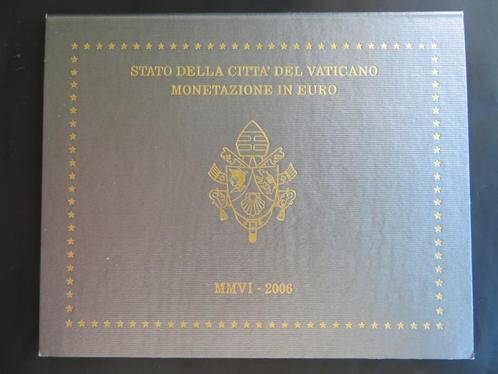 STATO DELLA CITTA' DEL VATICANO
MONETAZIONE IN EURO
MMVI - 2006